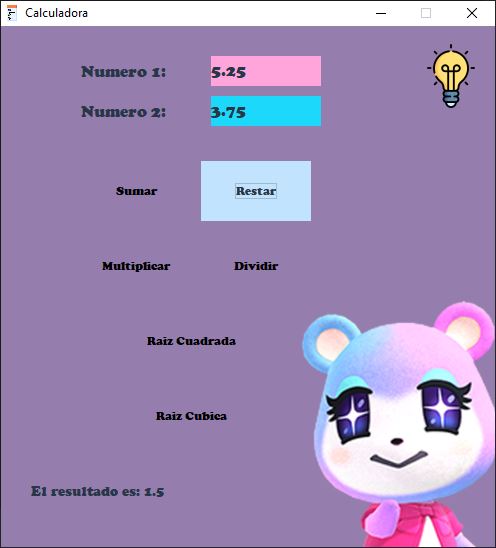 Calculadora
Numero 1: 5.25
Numero 2: 3.75
Sumar Restar
Multiplicar Dividir
Raiz Cuadrada
Raiz Cubica
El resultado es: 1.5